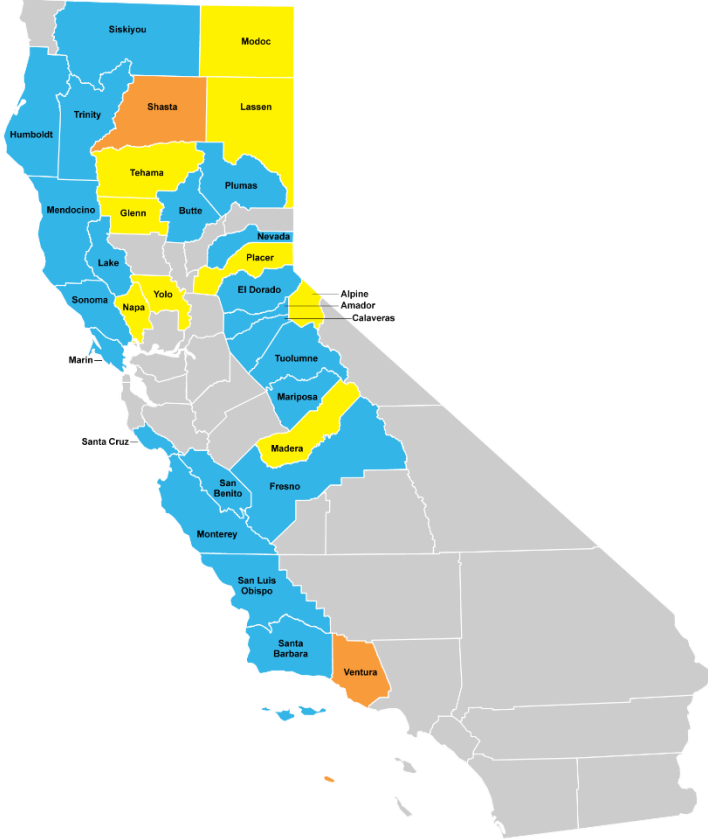 Siskiyou
Modoc
Shasta
Lassen
Trinity
Humboldt
Tehama
Plumas
Mendocino
Glenn
Butte
Nevada
Placer
Lake
El Dorado
Alpine
Yolo
Sonoma
Napa
Amador
Calaveras
Marin
Tuolumne
Mariposa
Santa Cruz
Madera
San
Benito
Fresno
Monterey
San Luis
Obispo
Santa
Barbara
Ventura